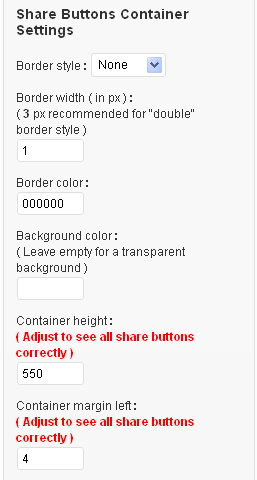 Share Buttons Container
Settings
Border style : None
Border width ( in px ) :
( 3 px recommended for "double"
border style )
1
Border color :
000000
Background color :
( Leave empty for a transparent
background )
Container height :
( Adjust to see all share buttons
correctly )
550
Container margin left :
( Adjust to see all share buttons
correctly )
4